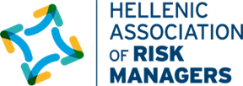 HELLENIC
ASSOCIATION
OF RISK
MANAGERS